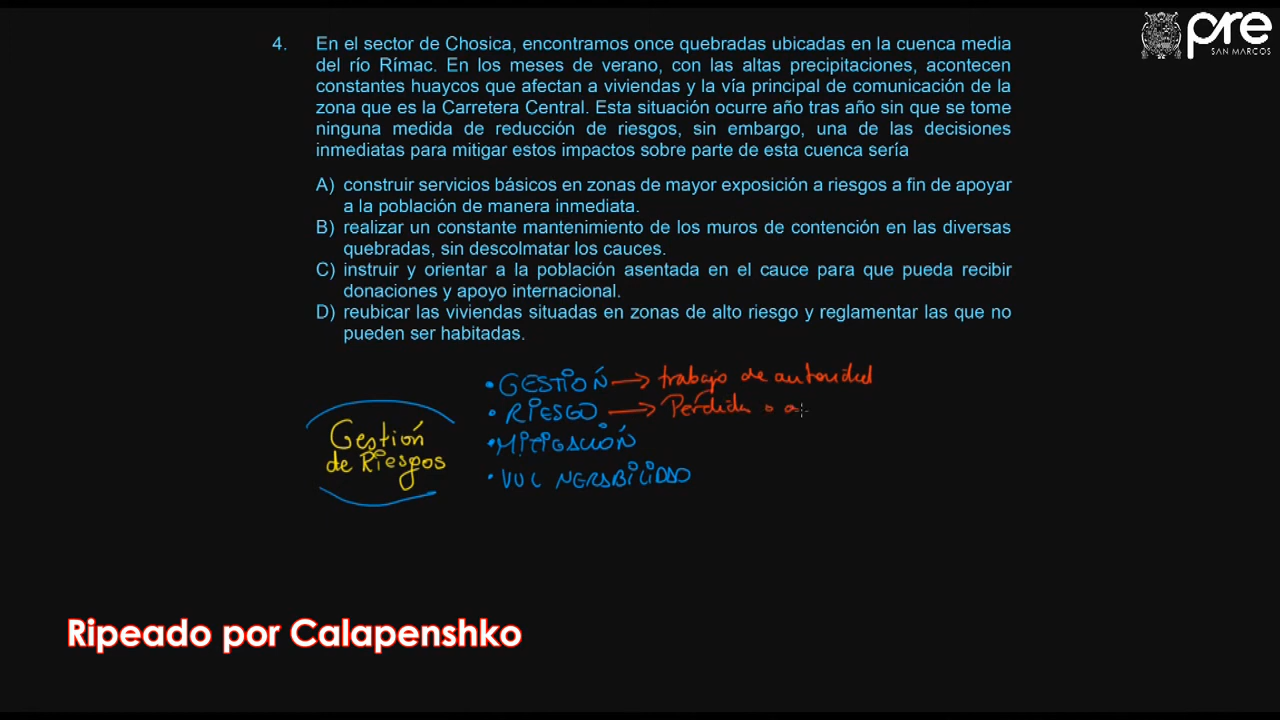 pre
SAN MARCOS
4. En el sector de Chosica, encontramos once quebradas ubicadas en la cuenca media
del río Rímac. En los meses de verano, con las altas precipitaciones, acontecen
constantes huaycos que afectan a viviendas y la vía principal de comunicación de la
zona que es la Carretera Central. Esta situación ocurre año tras año sin que se tome
ninguna medida de reducción de riesgos, sin embargo, una de las decisiones
inmediatas para mitigar estos impactos sobre parte de esta cuenca sería
A) construir servicios básicos en zonas de mayor exposición a riesgos a fin de apoyar
a la población de manera inmediata.
B) realizar un constante mantenimiento de los muros de contención en las diversas
quebradas, sin descolmatar los cauces.
C) instruir y orientar a la población asentada en el cauce para que pueda recibir
donaciones y apoyo internacional.
D) reubicar las viviendas situadas en zonas de alto riesgo y reglamentar las que no
pueden ser habitadas.
Gestión
de Riesgos
• GESTIÓN → trabajo de autoridad
• RIESGO → Pérdida o a
• MITIGACIÓN
• VULNERABILIDAD
Ripeado por Calapenshko